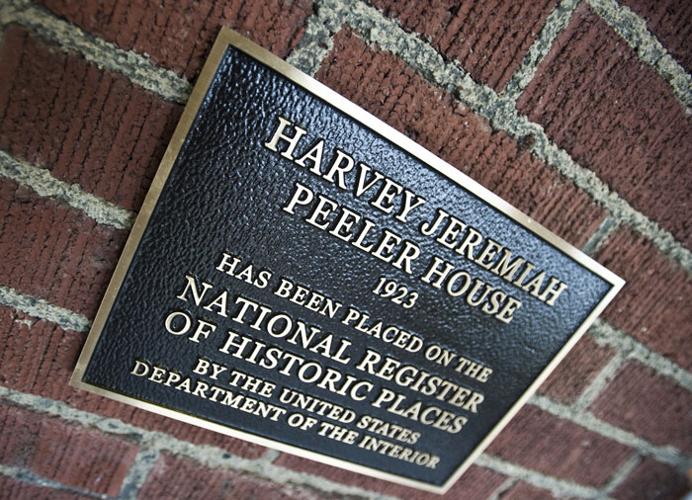 HARVEY JEREMIAH
PEELER HOUSE
1923
HAS BEEN PLACED ON THE
NATIONAL REGISTER
OF HISTORIC PLACES
BY THE UNITED STATES
DEPARTMENT OF THE INTERIOR